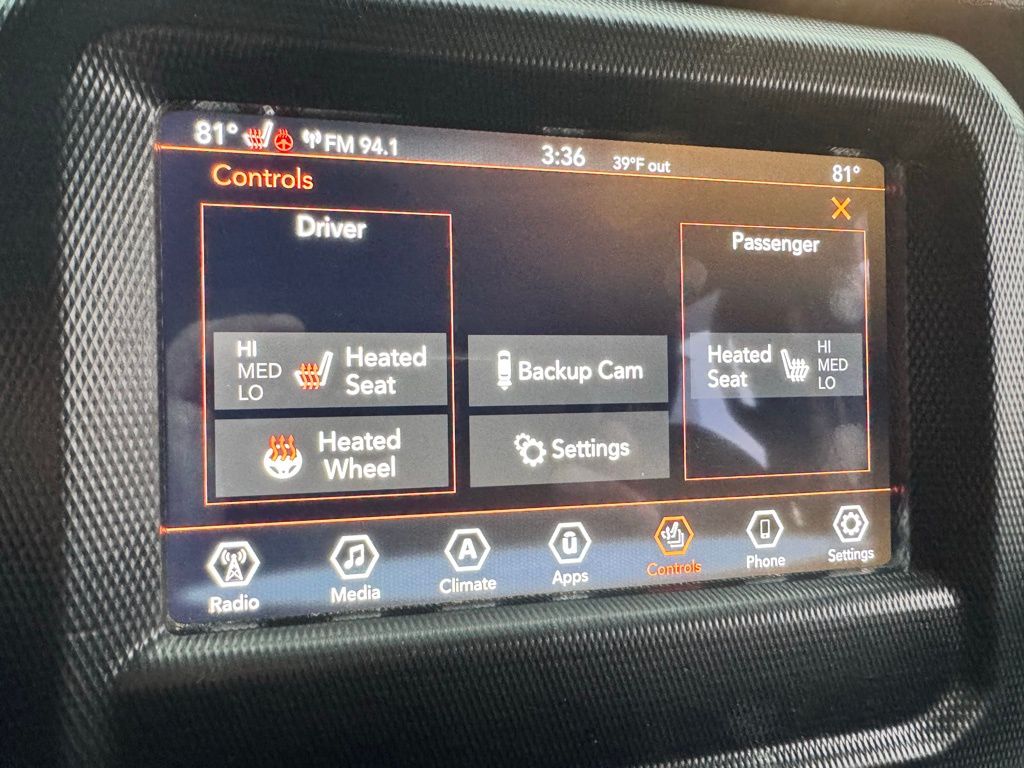 81° FM 94.1 3:36 39°F out 81°
Controls X
Driver
HI
MED
LO
Heated
Seat
Heated
Wheel
Backup Cam
Settings
Passenger
Heated
Seat
HI
MED
LO
Radio
Media
A
Climate
Apps
Controls
Phone
Settings